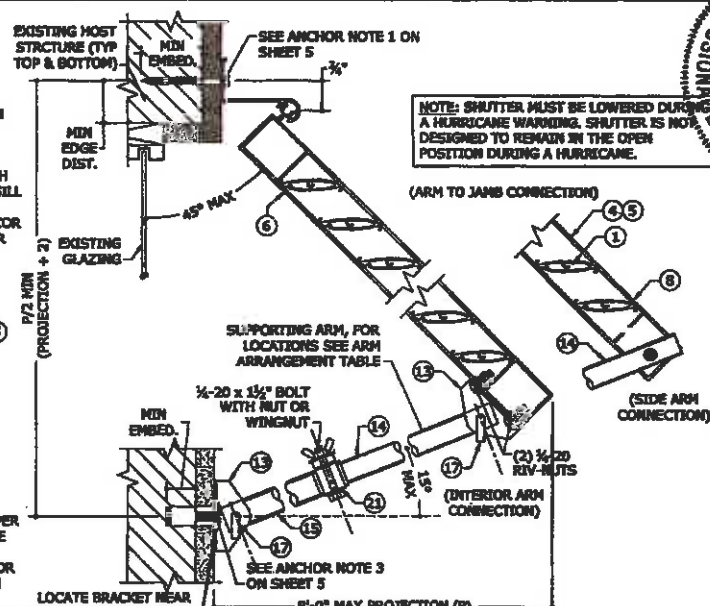 EXISTING HOST
STRCTURE (TYP
TOP & BOTTOM)
MIN
EMBED.
SEE ANCHOR NOTE 1 ON
SHEET 5
¾"
MIN
EDGE
DIST.
NOTE: SHUTTER MUST BE LOWERED DURING
A HURRICANE WARNING. SHUTTER IS NOT
DESIGNED TO REMAIN IN THE OPEN
POSITION DURING A HURRICANE.
SILL
45° MAX
6
EXISTING
GLAZING
P/2 MIN
(PROJECTION ÷ 2)
(ARM TO JAMB CONNECTION)
4 5
1
8
14
(SIDE ARM
CONNECTION)
SUPPORTING ARM, FOR
LOCATIONS SEE ARM
ARRANGEMENT TABLE
13
¼-20 x 1½" BOLT
WITH NUT OR
WINGNUT
14
MIN
EMBED.
13
15° MAX
17
(2) ¼-20
RIV-NUTS
(INTERIOR ARM
CONNECTION)
21
15
17
SEE ANCHOR NOTE 3
ON SHEET 5
LOCATE BRACKET NEAR
MAX PROJECTION (P)